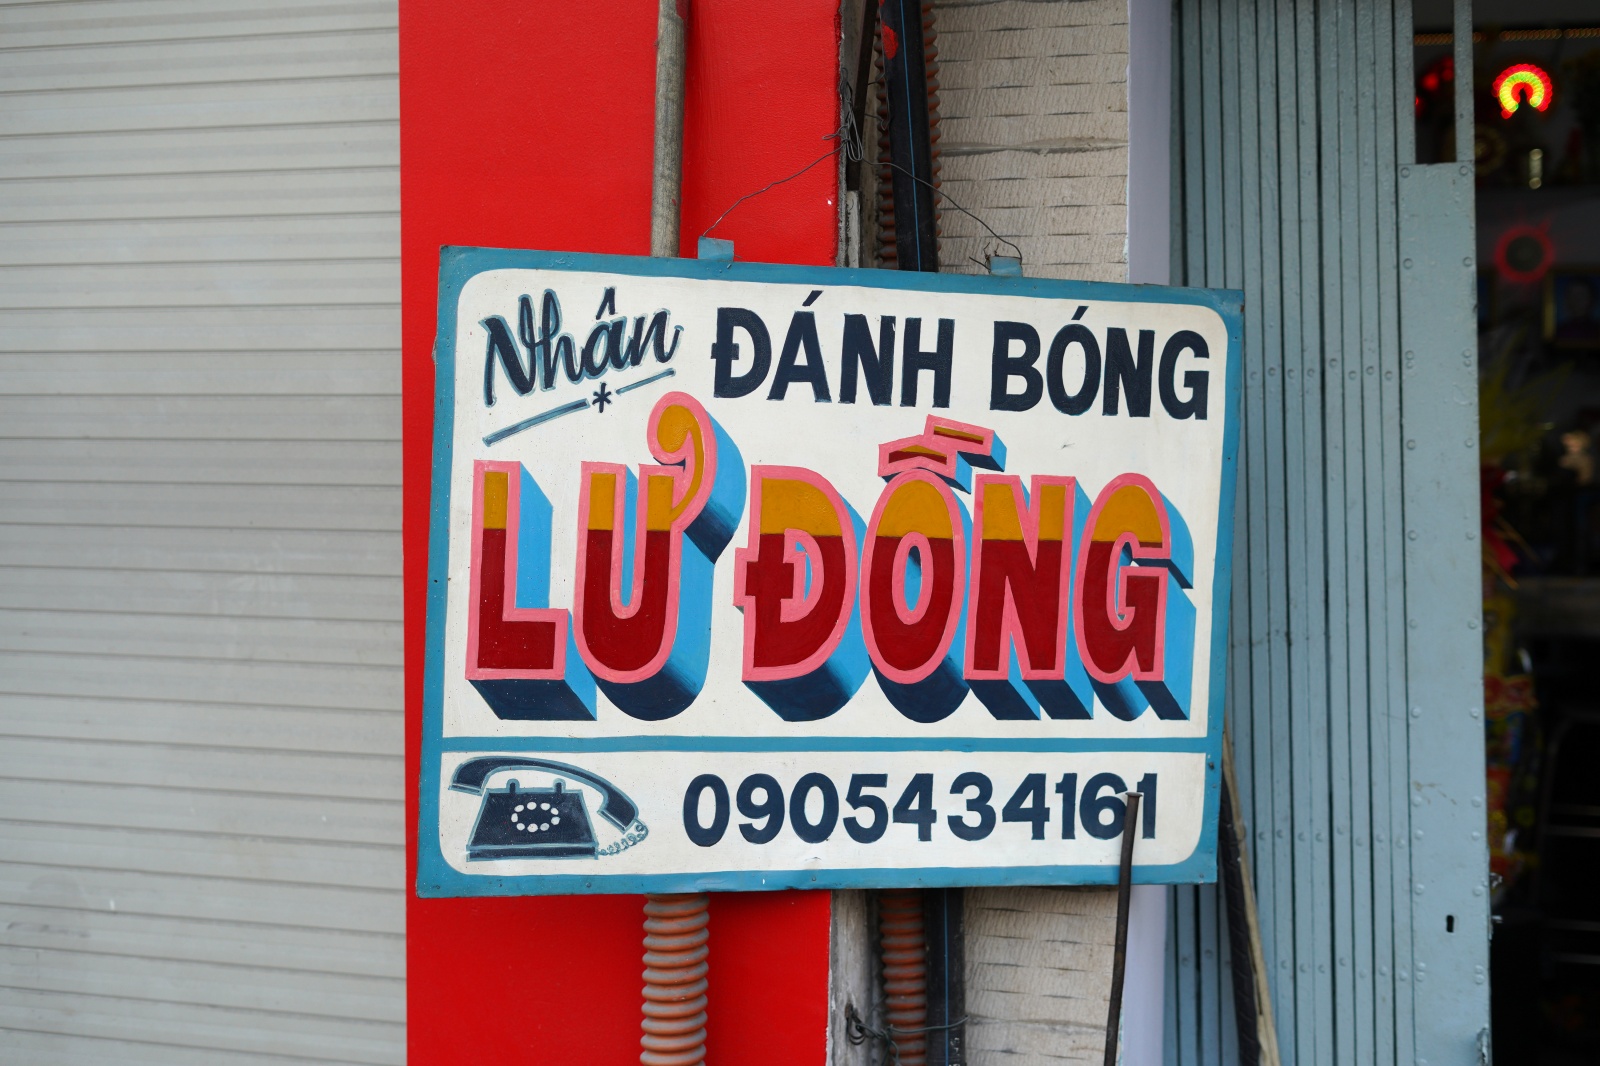 Nhận ĐÁNH BÓNG
LƯ ĐỒNG
0905434161